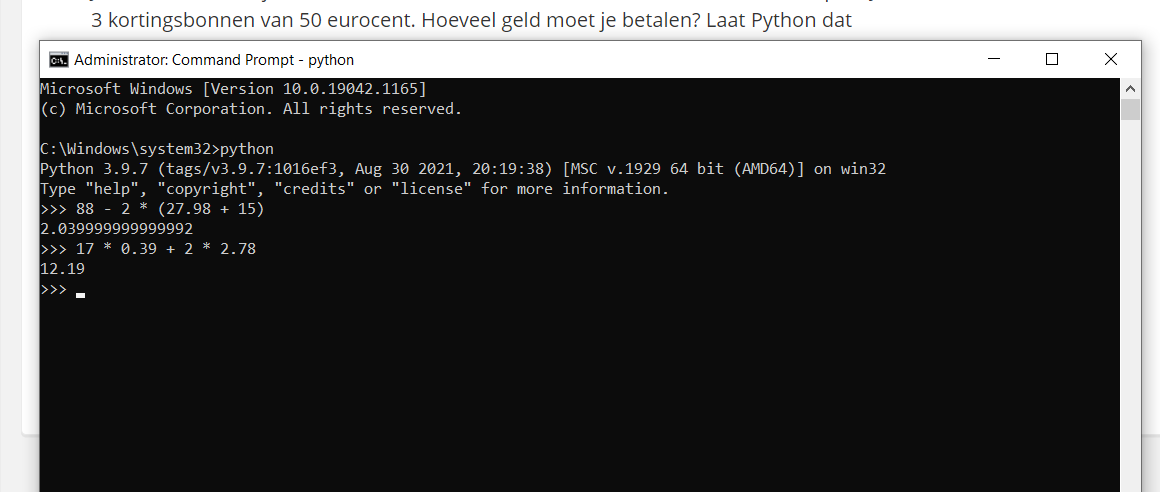 3 kortingsbonnen van 50 eurocent. Hoeveel geld moet je betalen? Laat Python dat
Administrator: Command Prompt - python
Microsoft Windows [Version 10.0.19042.1165]
(c) Microsoft Corporation. All rights reserved.
C:\Windows\system32>python
Python 3.9.7 (tags/v3.9.7:1016ef3, Aug 30 2021, 20:19:38) [MSC v.1929 64 bit (AMD64)] on win32
Type "help", "copyright", "credits" or "license" for more information.
>>> 88 - 2 * (27.98 + 15)
2.039999999999992
>>> 17 * 0.39 + 2 * 2.78
12.19
>>>